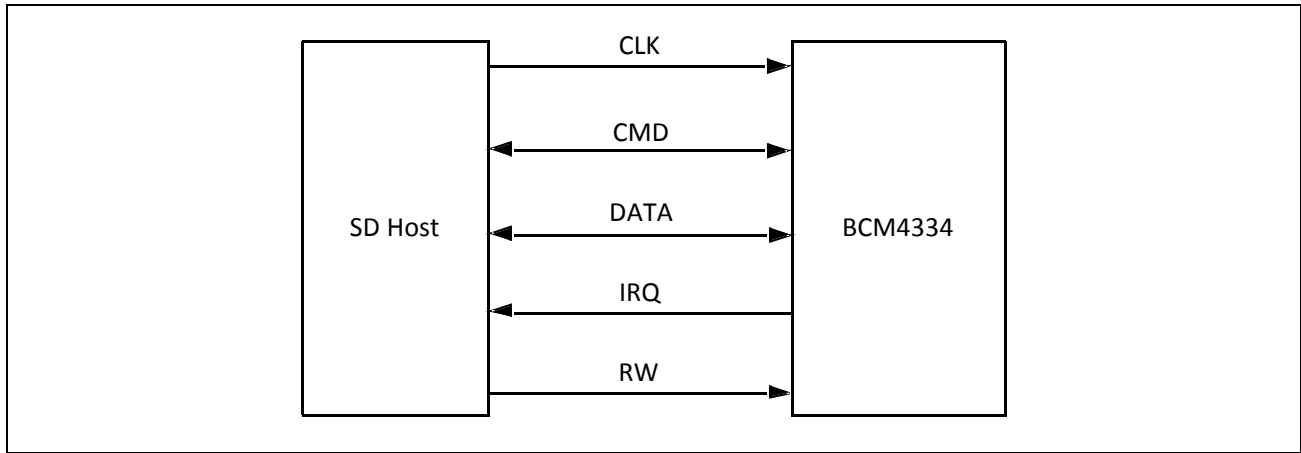 CLK
CMD
DATA
SD Host
BCM4334
IRQ
RW